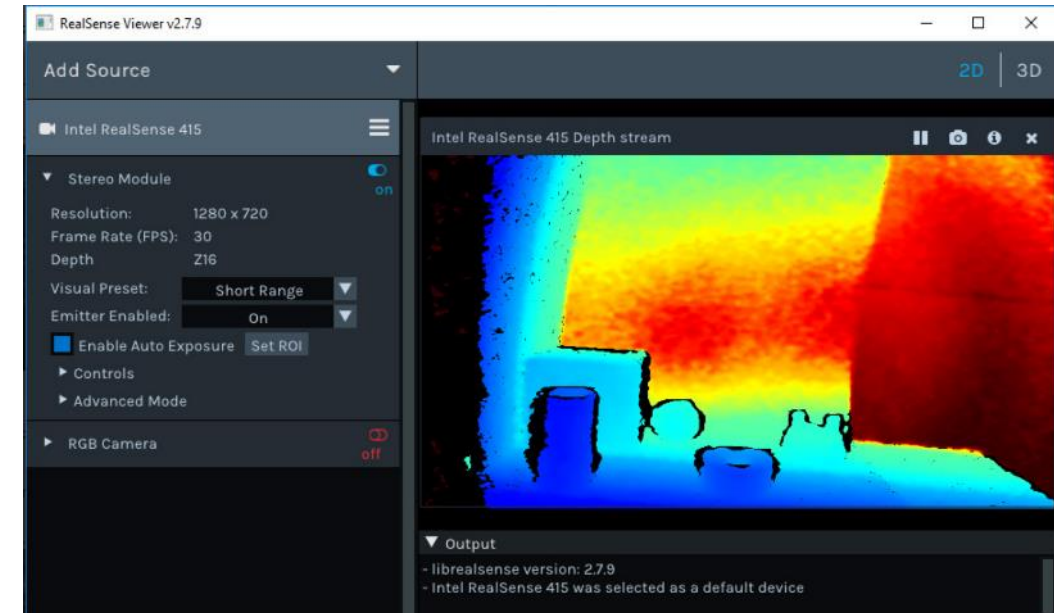 RealSense Viewer v2.7.9
Add Source
2D | 3D
Intel RealSense 415
Stereo Module
on
Resolution: 1280 x 720
Frame Rate (FPS): 30
Depth Z16
Visual Preset: Short Range
Emitter Enabled: On
Enable Auto Exposure Set ROI
Controls
Advanced Mode
RGB Camera
off
Intel RealSense 415 Depth stream
Output
- librealsense version: 2.7.9
- Intel RealSense 415 was selected as a default device